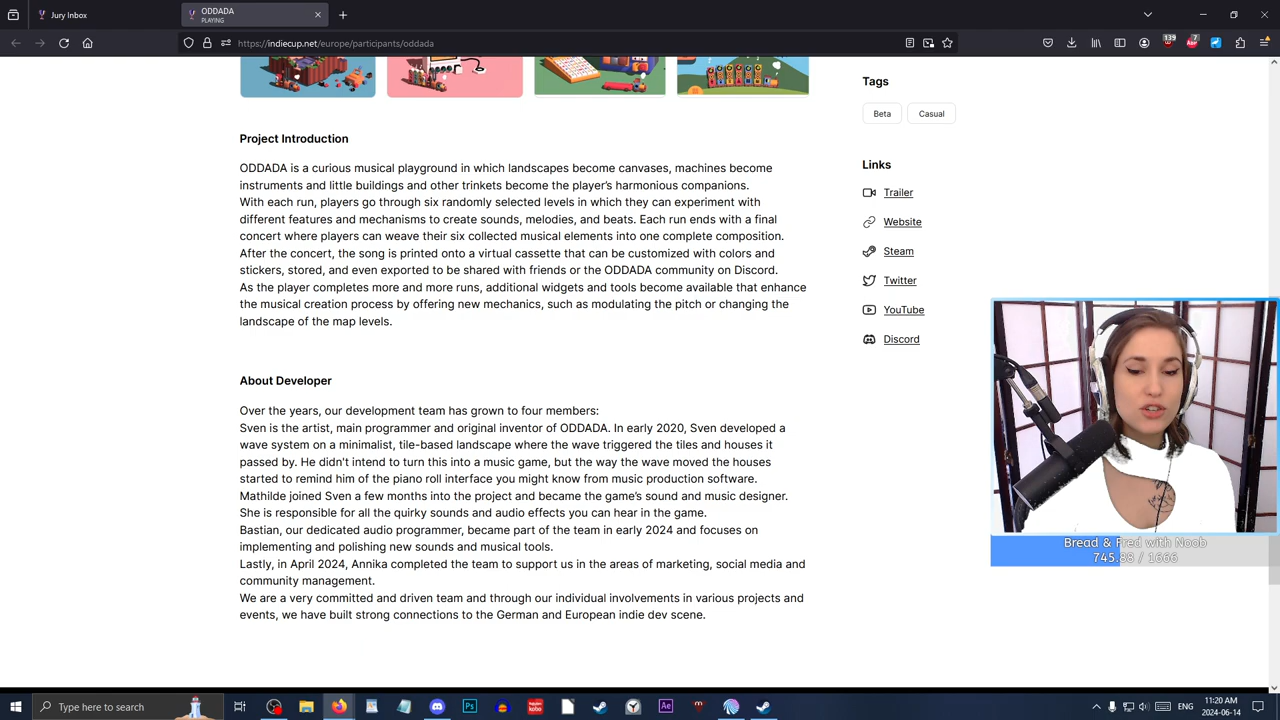 Jury Inbox
ODDADA
PLAYING
https://indiecup.net/europe/participants/oddada
139
7
Project Introduction
ODDADA is a curious musical playground in which landscapes become canvases, machines become
instruments and little buildings and other trinkets become the player's harmonious companions.
With each run, players go through six randomly selected levels in which they can experiment with
different features and mechanisms to create sounds, melodies, and beats. Each run ends with a final
concert where players can weave their six collected musical elements into one complete composition.
After the concert, the song is printed onto a virtual cassette that can be customized with colors and
stickers, stored, and even exported to be shared with friends or the ODDADA community on Discord.
As the player completes more and more runs, additional widgets and tools become available that enhance
the musical creation process by offering new mechanics, such as modulating the pitch or changing the
landscape of the map levels.
About Developer
Over the years, our development team has grown to four members:
Sven is the artist, main programmer and original inventor of ODDADA. In early 2020, Sven developed a
wave system on a minimalist, tile-based landscape where the wave triggered the tiles and houses it
passed by. He didn't intend to turn this into a music game, but the way the wave moved the houses
started to remind him of the piano roll interface you might know from music production software.
Mathilde joined Sven a few months into the project and became the game's sound and music designer.
She is responsible for all the quirky sounds and audio effects you can hear in the game.
Bastian, our dedicated audio programmer, became part of the team in early 2024 and focuses on
implementing and polishing new sounds and musical tools.
Lastly, in April 2024, Annika completed the team to support us in the areas of marketing, social media and
community management.
We are a very committed and driven team and through our individual involvements in various projects and
events, we have built strong connections to the German and European indie dev scene.
Tags
Beta
Casual
Links
Trailer
Website
Steam
Twitter
YouTube
Discord
Bread & Fred with Noob
745.88 / 1666
Type here to search
Ps
Rakuten
kobo
Ae
ENG
11:20 AM
2024-06-14